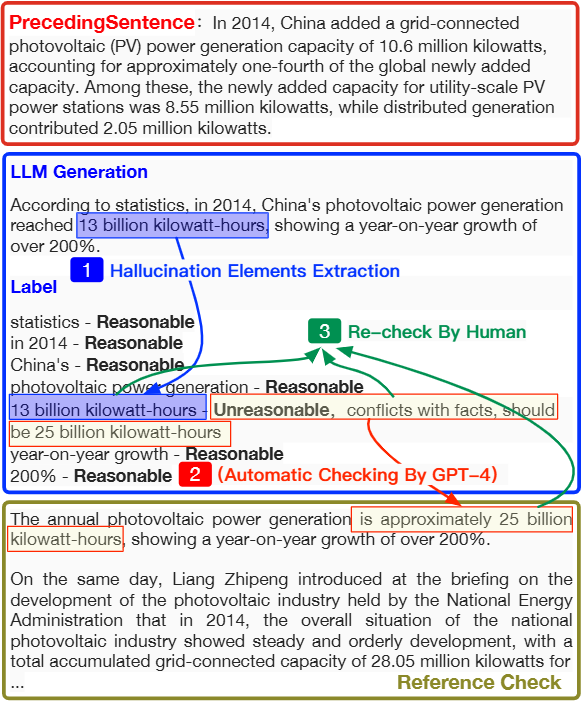 PrecedingSentence： In 2014, China added a grid-connected
photovoltaic (PV) power generation capacity of 10.6 million kilowatts,
accounting for approximately one-fourth of the global newly added
capacity. Among these, the newly added capacity for utility-scale PV
power stations was 8.55 million kilowatts, while distributed generation
contributed 2.05 million kilowatts.
LLM Generation
According to statistics, in 2014, China's photovoltaic power generation
reached 13 billion kilowatt-hours, showing a year-on-year growth of
over 200%.
1 Hallucination Elements Extraction
Label
statistics - Reasonable
3 Re-check By Human
in 2014 - Reasonable
China's - Reasonable
photovoltaic power generation - Reasonable
13 billion kilowatt-hours - Unreasonable，conflicts with facts, should
be 25 billion kilowatt-hours
year-on-year growth - Reasonable
200% - Reasonable 2 (Automatic Checking By GPT-4)
The annual photovoltaic power generation is approximately 25 billion
kilowatt-hours, showing a year-on-year growth of over 200%.
On the same day, Liang Zhipeng introduced at the briefing on the
development of the photovoltaic industry held by the National Energy
Administration that in 2014, the overall situation of the national
photovoltaic industry showed steady and orderly development, with a
total accumulated grid-connected capacity of 28.05 million kilowatts for
...
Reference Check